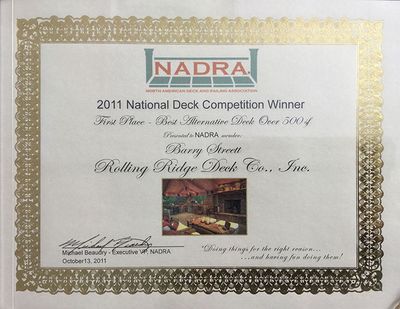 NADRA
NORTH AMERICAN DECK AND RAILING ASSOCIATION
2011 National Deck Competition Winner
First Place - Best Alternative Deck Over 500 sf
Presented to NADRA member:
Barry Streett
Rolling Ridge Deck Co., Inc.
Michael Beaudry - Executive VP, NADRA
October13, 2011
"Doing things for the right reason...
...and having fun doing them!